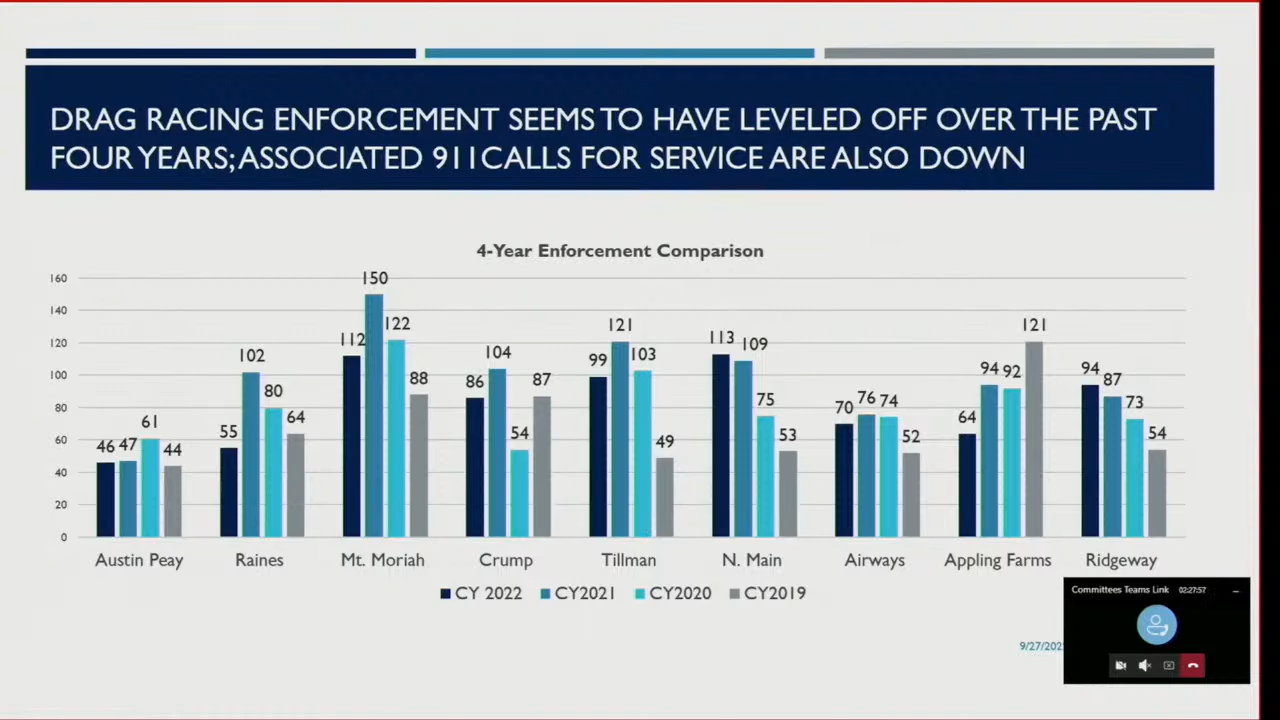 DRAG RACING ENFORCEMENT SEEMS TO HAVE LEVELED OFF OVER THE PAST
FOUR YEARS; ASSOCIATED 911 CALLS FOR SERVICE ARE ALSO DOWN
4-Year Enforcement Comparison
160
140
120
100
80
60
40
20
0
46 47 61 44
55 102 80 64
112 150 122 88
86 104 54 87
99 121 103 49
113 109 75 53
70 76 74 52
64 94 92 121
94 87 73 54
Austin Peay Raines Mt. Moriah Crump Tillman N. Main Airways Appling Farms Ridgeway
CY 2022 CY2021 CY2020 CY2019
Committees Teams Link 02:27:57